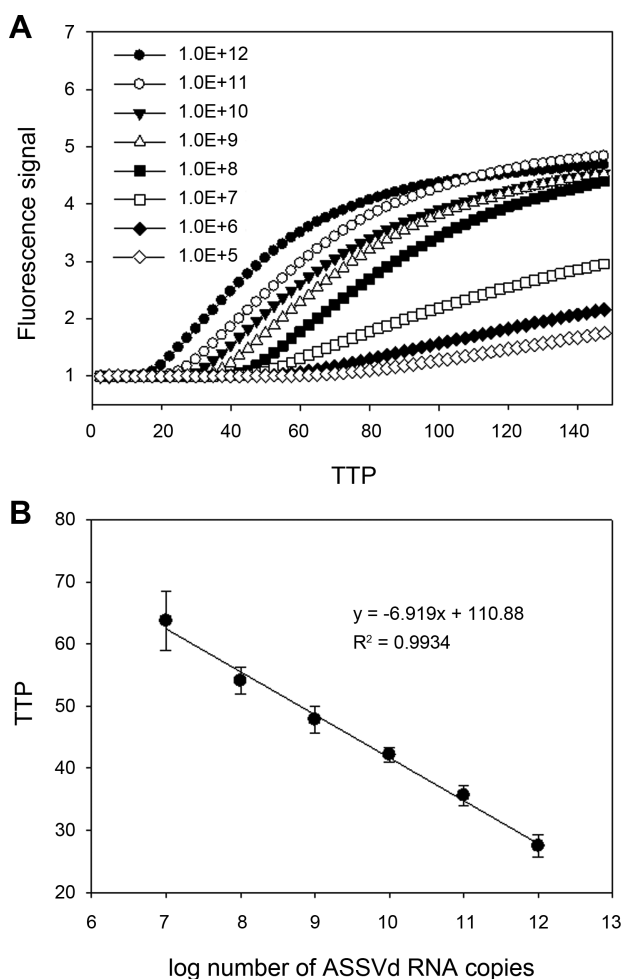 A
7
6
5
4
3
2
1
Fluorescence signal
1.0E+12
1.0E+11
1.0E+10
1.0E+9
1.0E+8
1.0E+7
1.0E+6
1.0E+5
0 20 40 60 80 100 120 140
TTP
B
80
70
60
50
40
30
20
TTP
y = -6.919x + 110.88
R² = 0.9934
6 7 8 9 10 11 12 13
log number of ASSVd RNA copies